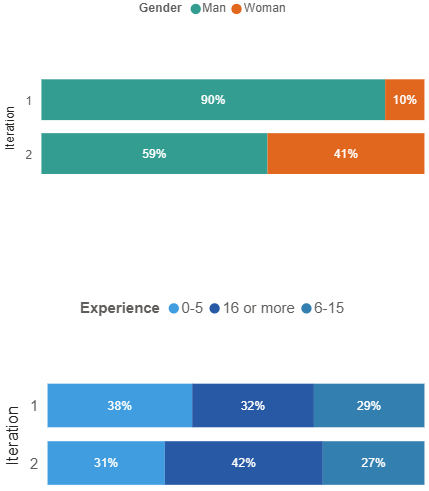 Gender Man Woman
Iteration
1 90% 10%
2 59% 41%
Experience 0-5 16 or more 6-15
Iteration
1 38% 32% 29%
2 31% 42% 27%